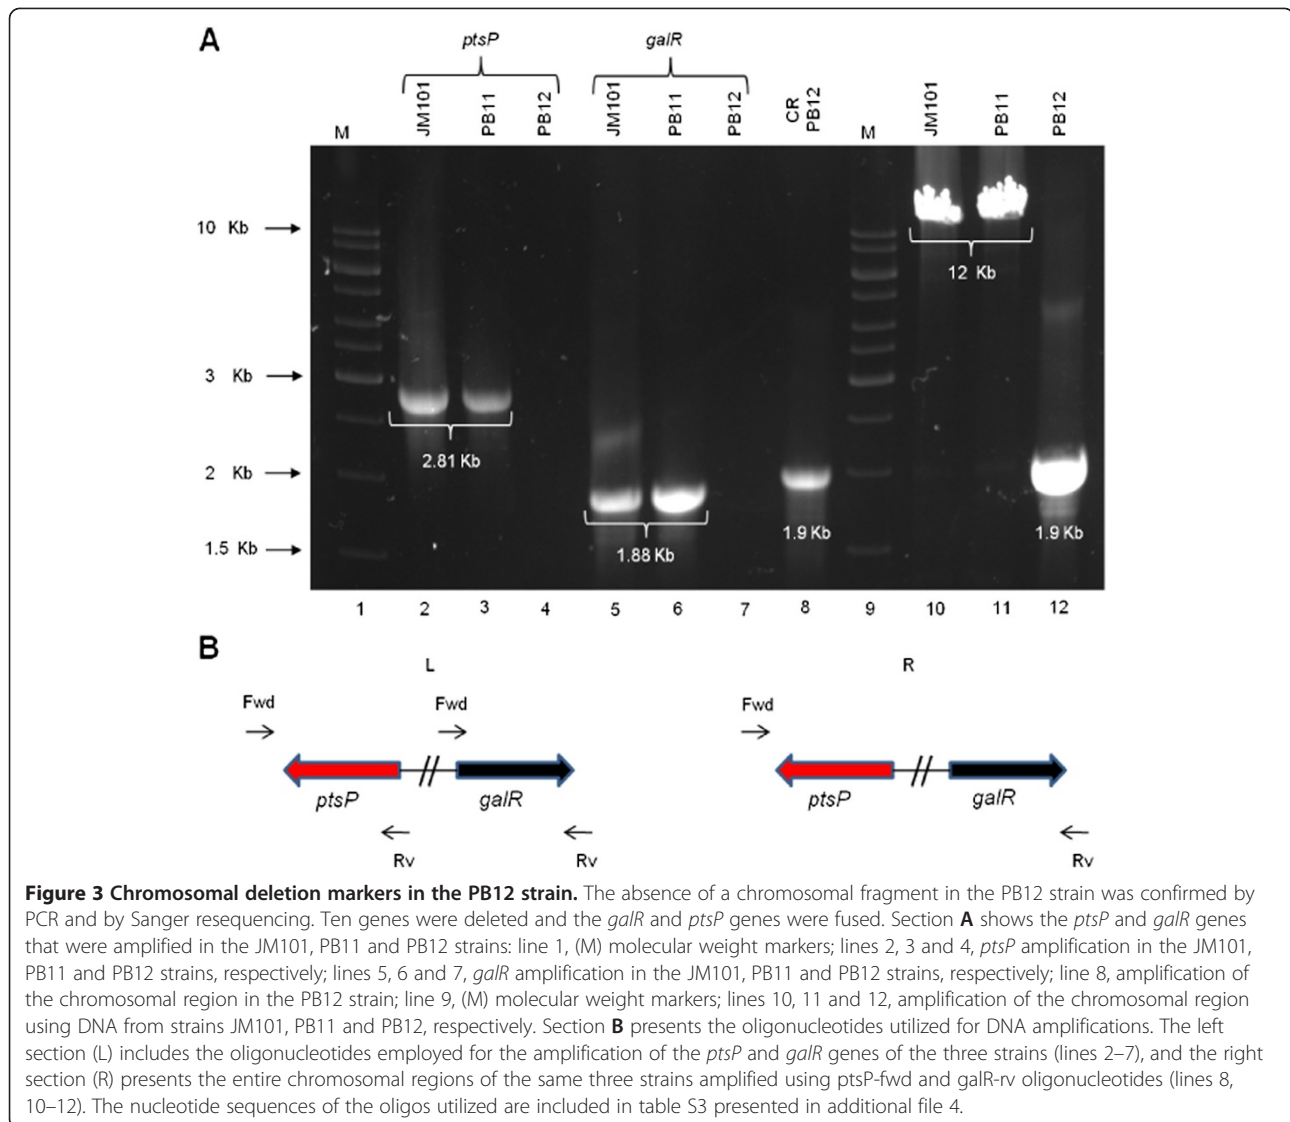 A
ptsP galR
M JM101 PB11 PB12 JM101 PB11 PB12 CR PB12 M JM101 PB11 PB12
10 Kb
12 Kb
3 Kb
2.81 Kb
2 Kb
1.9 Kb 1.9 Kb
1.5 Kb
1.88 Kb
1 2 3 4 5 6 7 8 9 10 11 12
B
L R
Fwd Fwd Fwd
ptsP galR ptsP galR
Rv Rv Rv
Figure 3 Chromosomal deletion markers in the PB12 strain. The absence of a chromosomal fragment in the PB12 strain was confirmed by
PCR and by Sanger resequencing. Ten genes were deleted and the galR and ptsP genes were fused. Section A shows the ptsP and galR genes
that were amplified in the JM101, PB11 and PB12 strains: line 1, (M) molecular weight markers; lines 2, 3 and 4, ptsP amplification in the JM101,
PB11 and PB12 strains, respectively; lines 5, 6 and 7, galR amplification in the JM101, PB11 and PB12 strains, respectively; line 8, amplification of
the chromosomal region in the PB12 strain; line 9, (M) molecular weight markers; lines 10, 11 and 12, amplification of the chromosomal region
using DNA from strains JM101, PB11 and PB12, respectively. Section B presents the oligonucleotides utilized for DNA amplifications. The left
section (L) includes the oligonucleotides employed for the amplification of the ptsP and galR genes of the three strains (lines 2–7), and the right
section (R) presents the entire chromosomal regions of the same three strains amplified using ptsP-fwd and galR-rv oligonucleotides (lines 8,
10–12). The nucleotide sequences of the oligos utilized are included in table S3 presented in additional file 4.